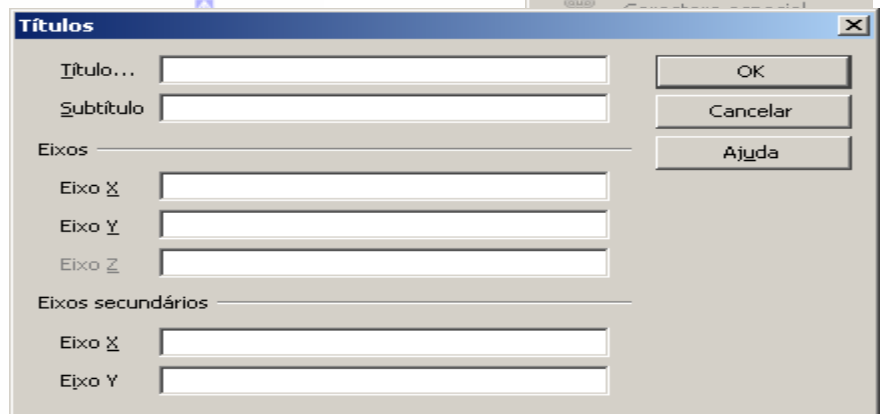 Títulos
Título...
OK
Subtítulo
Cancelar
Eixos
Ajuda
Eixo X
Eixo Y
Eixo Z
Eixos secundários
Eixo X
Eixo Y